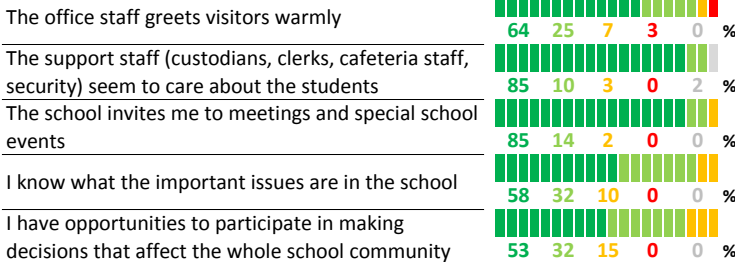 The office staff greets visitors warmly
64 25 7 3 0 %
The support staff (custodians, clerks, cafeteria staff,
security) seem to care about the students
85 10 3 0 2 %
The school invites me to meetings and special school
events
85 14 2 0 0 %
I know what the important issues are in the school
58 32 10 0 0 %
I have opportunities to participate in making
decisions that affect the whole school community
53 32 15 0 0 %